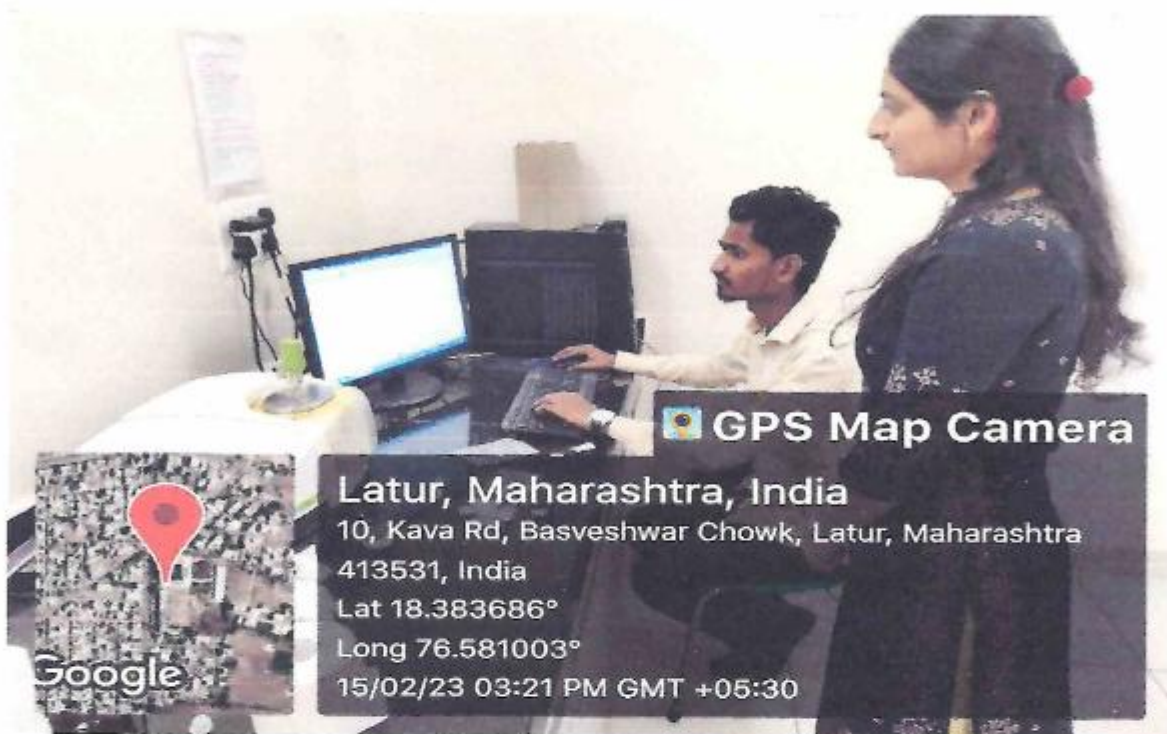 GPS Map Camera
Latur, Maharashtra, India
10, Kava Rd, Basveshwar Chowk, Latur, Maharashtra
413531, India
Lat 18.383686°
Long 76.581003°
15/02/23 03:21 PM GMT +05:30
Google